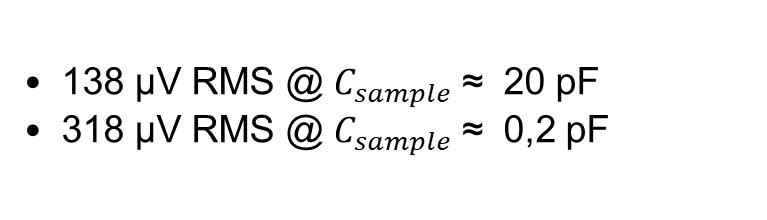 • 138 µV RMS @ C_sample ≈ 20 pF
• 318 µV RMS @ C_sample ≈ 0,2 pF